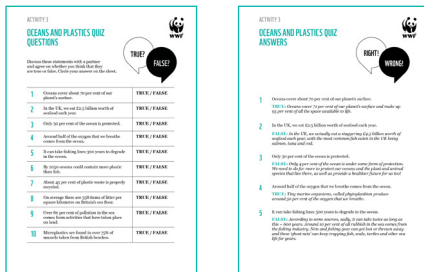 ACTIVITY 3
OCEANS AND PLASTICS QUIZ
QUESTIONS
WWF
TRUE?
FALSE?
Discuss these statements with a partner
and agree on whether you think that they
are true or false. Circle your answer on the sheet.
1 Oceans cover about 70 per cent of our
planet's surface.
TRUE / FALSE
2 In the UK, we eat £2.5 billion worth of
seafood each year.
TRUE / FALSE
3 Only 30 per cent of the ocean is protected.
TRUE / FALSE
4 Around half of the oxygen that we breathe
comes from the ocean.
TRUE / FALSE
5 It can take fishing lines 300 years to degrade
in the ocean.
TRUE / FALSE
6 By 2050 oceans could contain more plastic
than fish.
TRUE / FALSE
7 About 45 per cent of plastic waste is properly
recycled.
TRUE / FALSE
8 On average there are 358 items of litter per
square kilometre on Britain's sea floor.
TRUE / FALSE
9 Over 80 per cent of pollution in the sea
comes from activities that have taken place
on land.
TRUE / FALSE
10 Microplastics are found in over 75% of
mussels taken from British beaches.
TRUE / FALSE
ACTIVITY 3
OCEANS AND PLASTICS QUIZ
ANSWERS
WWF
RIGHT!
WRONG!
1 Oceans cover about 70 per cent of our planet's surface.
TRUE: Oceans cover 71 per cent of our planet's surface and make up
95 per cent of all the space available to life.
2 In the UK, we eat £2.5 billion worth of seafood each year.
FALSE: In the UK, we actually eat a staggering worth of
seafood each year, with the most common fish eaten in the UK being
salmon, tuna and cod.
3 Only 30 per cent of the ocean is protected.
FALSE: Only 4 per cent of the ocean is under some form of protection.
We need to do far more to protect our oceans and the plant and animal
species that live there, as well as provide a healthier future for us too!
4 Around half of the oxygen that we breathe comes from the ocean.
TRUE: Tiny marine organisms, called phytoplankton produce
around 50 per cent of the oxygen that we breathe.
5 It can take fishing lines 300 years to degrade in the ocean.
FALSE: According to some sources, sadly, it can take twice as long as
this – 600 years. Around 10 per cent of all rubbish in the sea comes from
the fishing industry. Nets and fishing gear can get lost or thrown away
and these 'ghost nets' can keep trapping fish, seals, turtles and other sea
life for years.